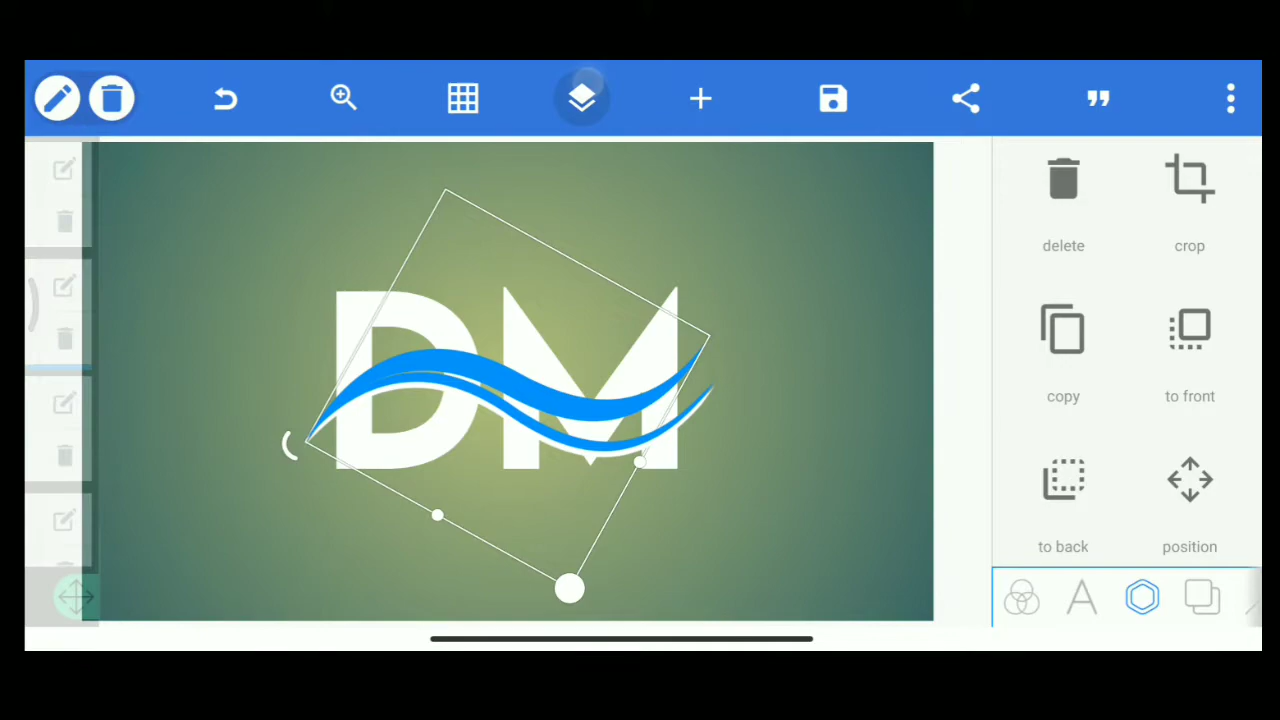 DM
delete
crop
copy
to front
to back
position